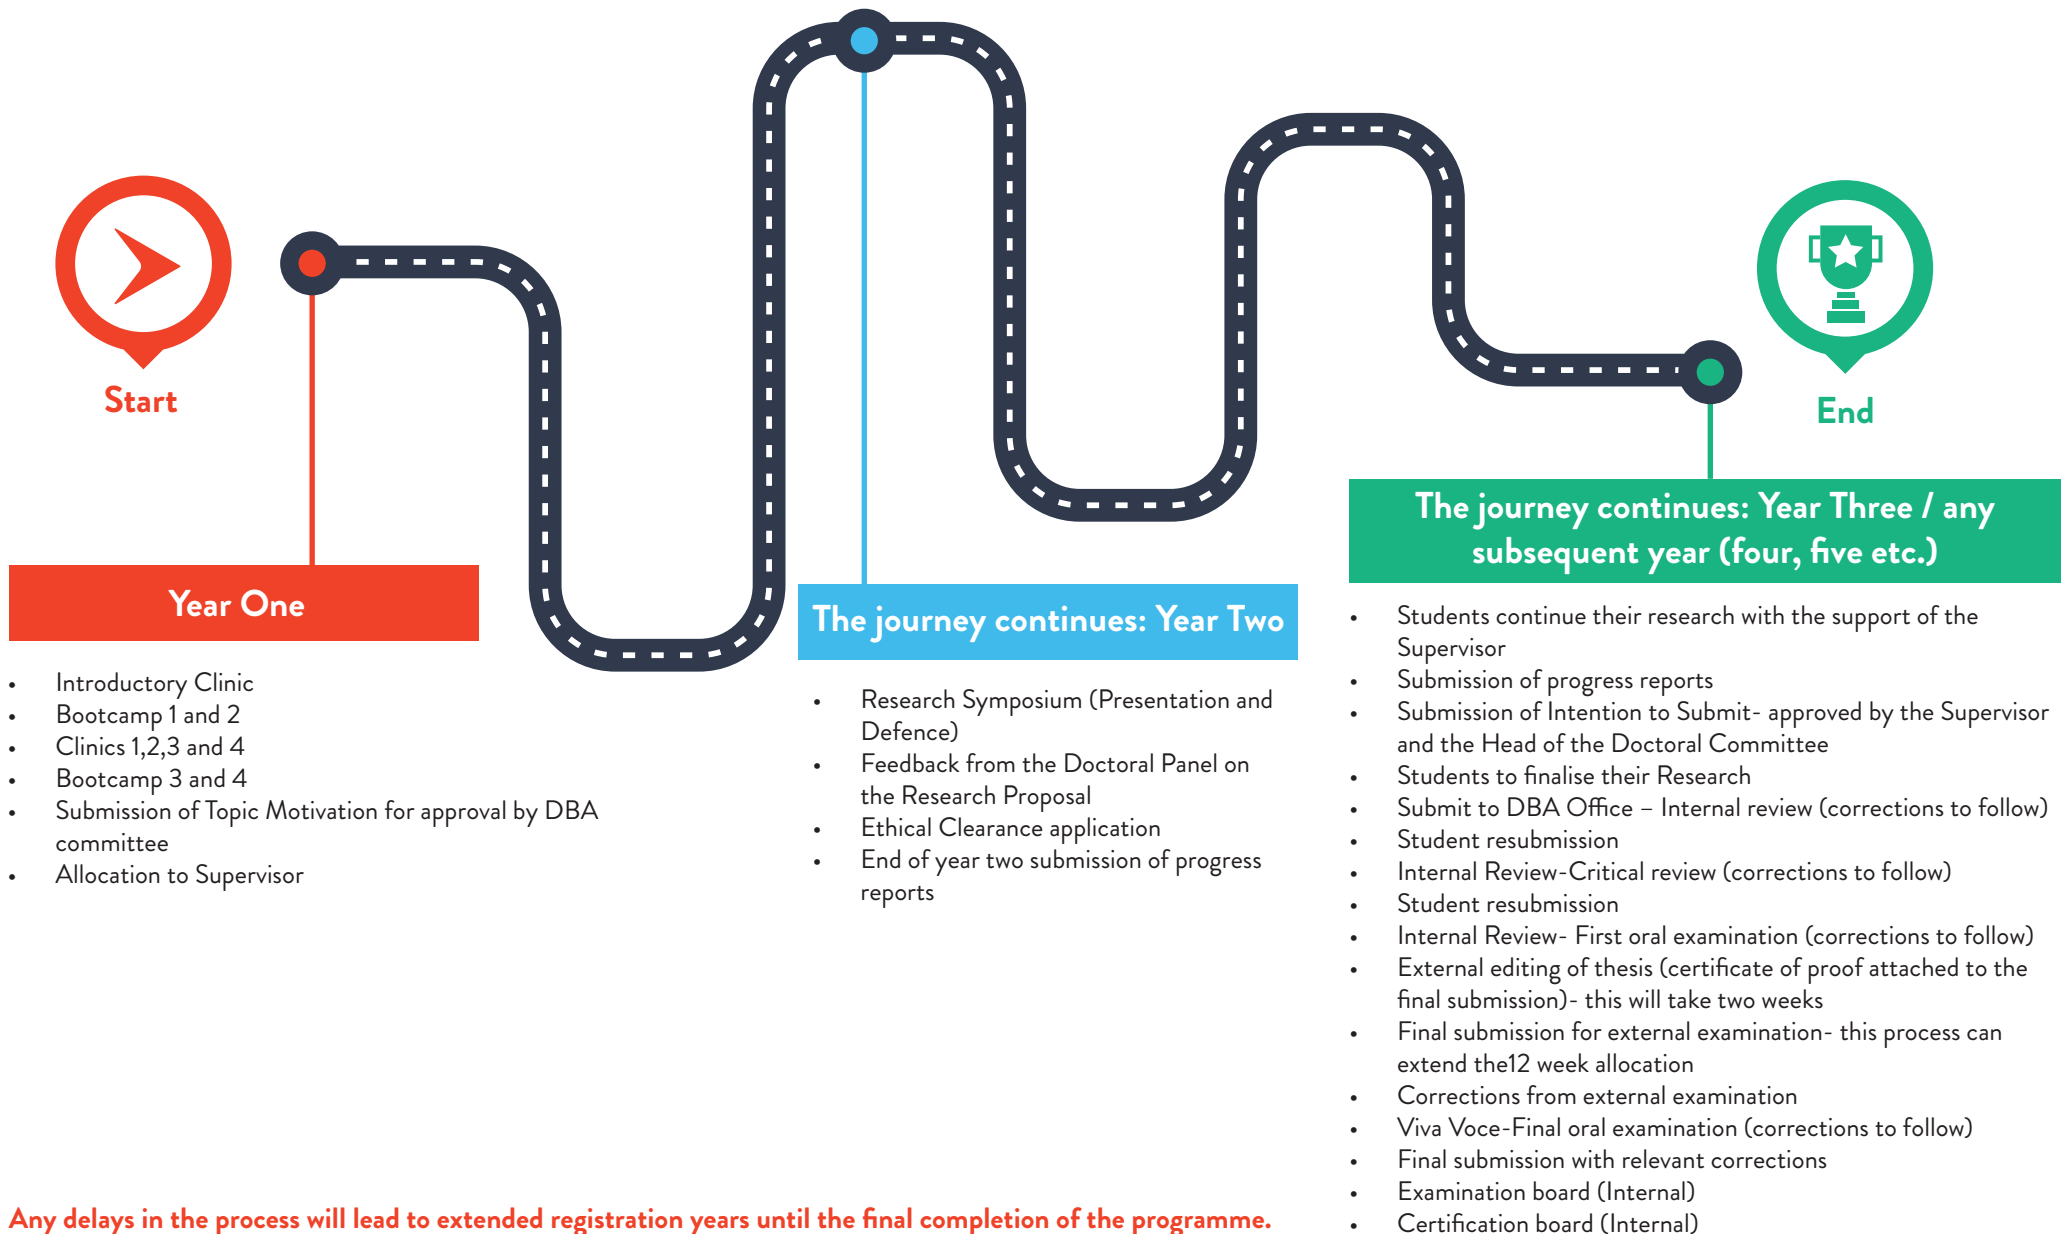 Start
End
Year One
• Introductory Clinic
• Bootcamp 1 and 2
• Clinics 1,2,3 and 4
• Bootcamp 3 and 4
• Submission of Topic Motivation for approval by DBA
committee
• Allocation to Supervisor
The journey continues: Year Two
• Research Symposium (Presentation and
Defence)
• Feedback from the Doctoral Panel on
the Research Proposal
• Ethical Clearance application
• End of year two submission of progress
reports
The journey continues: Year Three / any
subsequent year (four, five etc.)
• Students continue their research with the support of the
Supervisor
• Submission of progress reports
• Submission of Intention to Submit- approved by the Supervisor
and the Head of the Doctoral Committee
• Students to finalise their Research
• Submit to DBA Office – Internal review (corrections to follow)
• Student resubmission
• Internal Review-Critical review (corrections to follow)
• Student resubmission
• Internal Review- First oral examination (corrections to follow)
• External editing of thesis (certificate of proof attached to the
final submission)- this will take two weeks
• Final submission for external examination- this process can
extend the12 week allocation
• Corrections from external examination
• Viva Voce-Final oral examination (corrections to follow)
• Final submission with relevant corrections
• Examination board (Internal)
• Certification board (Internal)
Any delays in the process will lead to extended registration years until the final completion of the programme.